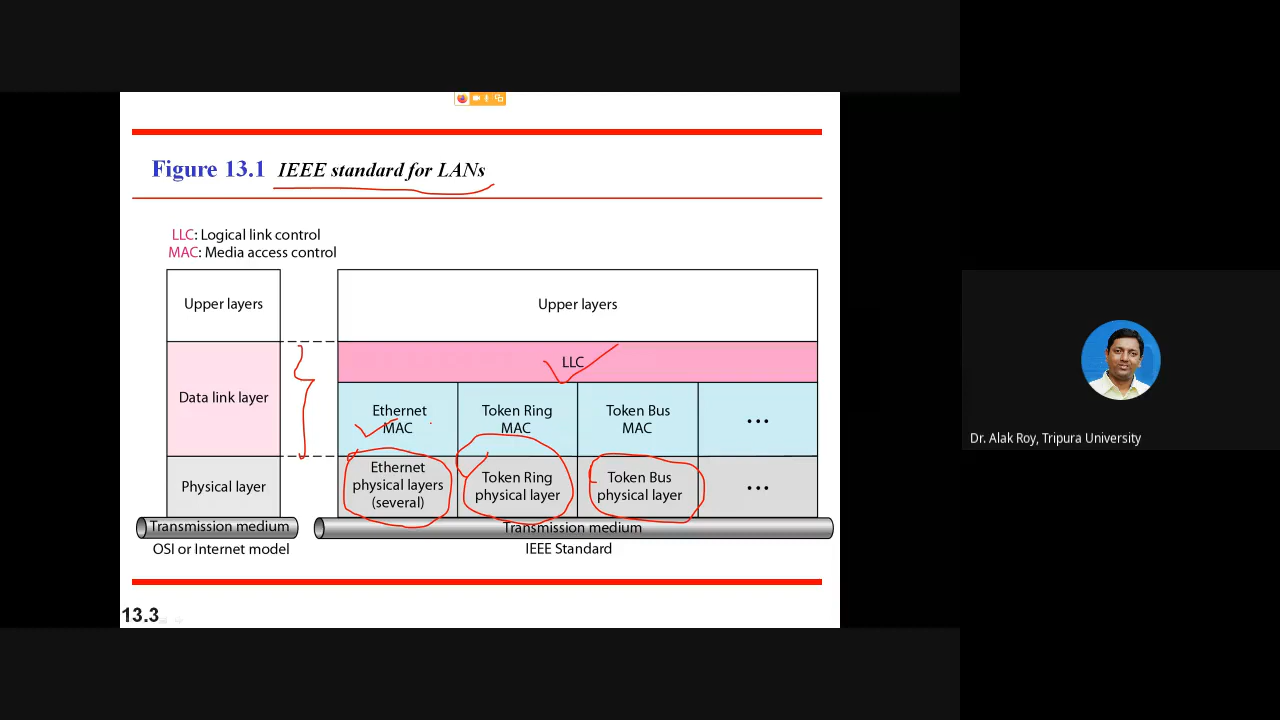 Figure 13.1 IEEE standard for LANs
LLC: Logical link control
MAC: Media access control
Upper layers
Data link layer
Physical layer
Transmission medium
OSI or Internet model
Upper layers
LLC
Ethernet
MAC
Token Ring
MAC
Token Bus
MAC
...
Ethernet
physical layers
(several)
Token Ring
physical layer
Token Bus
physical layer
...
Transmission medium
IEEE Standard
13.3
Dr. Alak Roy, Tripura University